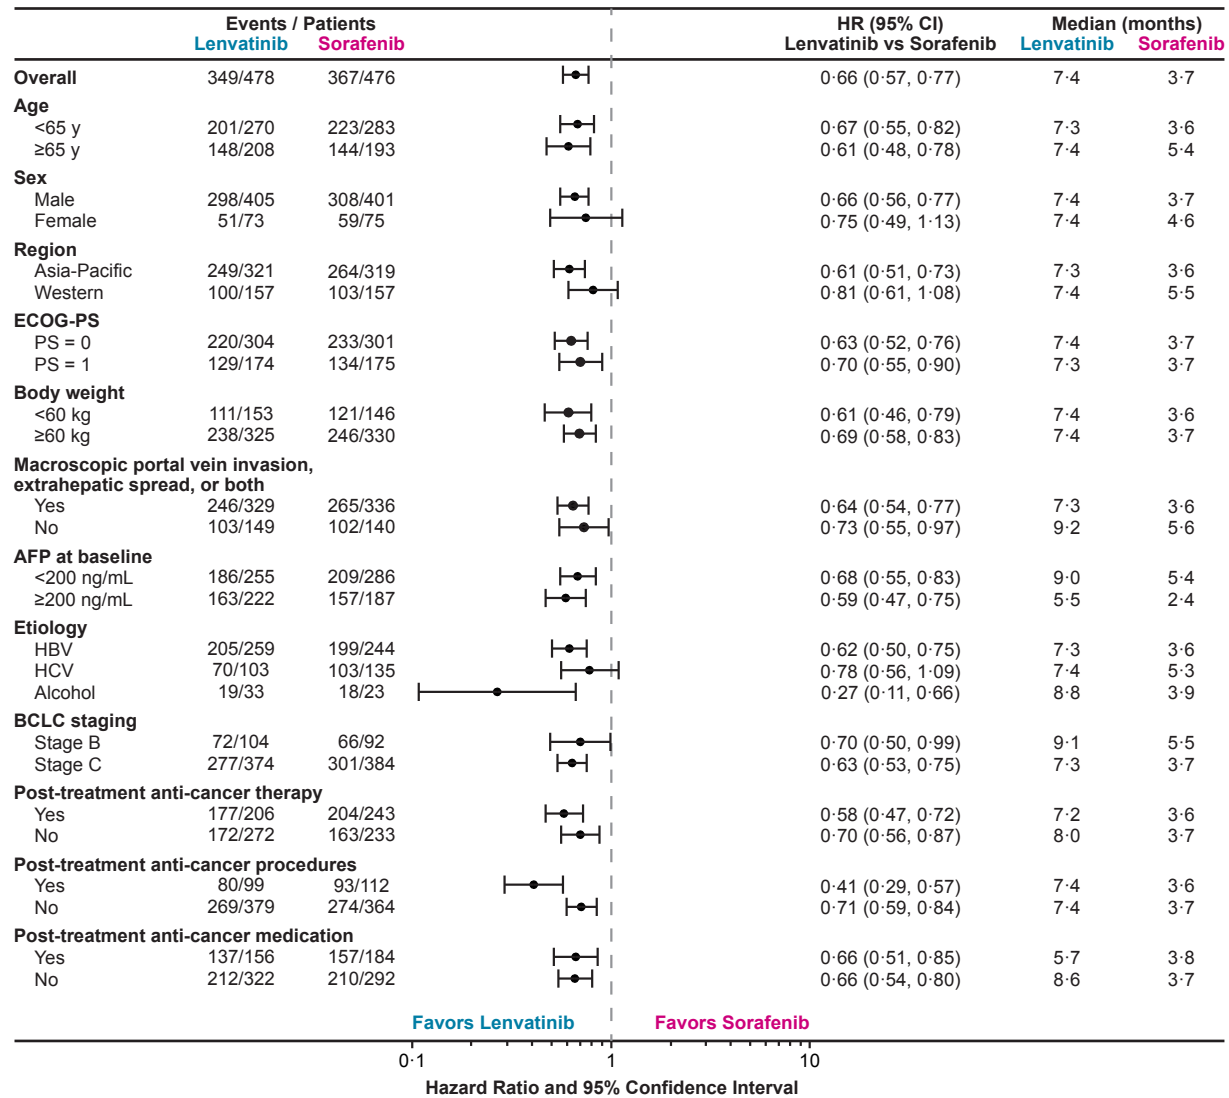 Events / Patients HR (95% CI) Median (months)
Lenvatinib Sorafenib Lenvatinib vs Sorafenib Lenvatinib Sorafenib
Overall 349/478 367/476 0·66 (0·57, 0·77) 7·4 3·7
Age
<65 y 201/270 223/283 0·67 (0·55, 0·82) 7·3 3·6
≥65 y 148/208 144/193 0·61 (0·48, 0·78) 7·4 5·4
Sex
Male 298/405 308/401 0·66 (0·56, 0·77) 7·4 3·7
Female 51/73 59/75 0·75 (0·49, 1·13) 7·4 4·6
Region
Asia-Pacific 249/321 264/319 0·61 (0·51, 0·73) 7·3 3·6
Western 100/157 103/157 0·81 (0·61, 1·08) 7·4 5·5
ECOG-PS
PS = 0 220/304 233/301 0·63 (0·52, 0·76) 7·4 3·7
PS = 1 129/174 134/175 0·70 (0·55, 0·90) 7·3 3·7
Body weight
<60 kg 111/153 121/146 0·61 (0·46, 0·79) 7·4 3·6
≥60 kg 238/325 246/330 0·69 (0·58, 0·83) 7·4 3·7
Macroscopic portal vein invasion,
extrahepatic spread, or both
Yes 246/329 265/336 0·64 (0·54, 0·77) 7·3 3·6
No 103/149 102/140 0·73 (0·55, 0·97) 9·2 5·6
AFP at baseline
<200 ng/mL 186/255 209/286 0·68 (0·55, 0·83) 9·0 5·4
≥200 ng/mL 163/222 157/187 0·59 (0·47, 0·75) 5·5 2·4
Etiology
HBV 205/259 199/244 0·62 (0·50, 0·75) 7·3 3·6
HCV 70/103 103/135 0·78 (0·56, 1·09) 7·4 5·3
Alcohol 19/33 18/23 0·27 (0·11, 0·66) 8·8 3·9
BCLC staging
Stage B 72/104 66/92 0·70 (0·50, 0·99) 9·1 5·5
Stage C 277/374 301/384 0·63 (0·53, 0·75) 7·3 3·7
Post-treatment anti-cancer therapy
Yes 177/206 204/243 0·58 (0·47, 0·72) 7·2 3·6
No 172/272 163/233 0·70 (0·56, 0·87) 8·0 3·7
Post-treatment anti-cancer procedures
Yes 80/99 93/112 0·41 (0·29, 0·57) 7·4 3·6
No 269/379 274/364 0·71 (0·59, 0·84) 7·4 3·7
Post-treatment anti-cancer medication
Yes 137/156 157/184 0·66 (0·51, 0·85) 5·7 3·8
No 212/322 210/292 0·66 (0·54, 0·80) 8·6 3·7
Favors Lenvatinib Favors Sorafenib
0·1 1 10
Hazard Ratio and 95% Confidence Interval